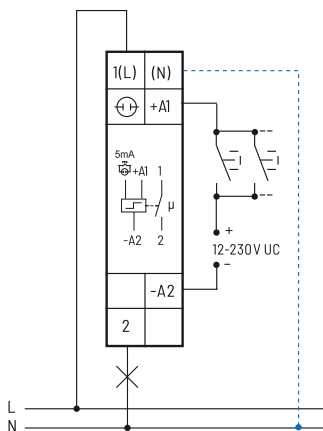 1(L) (N)
+A1
5mA
+A1 1
μ
-A2 2
+
12-230V UC
-
-A2
2
L
N